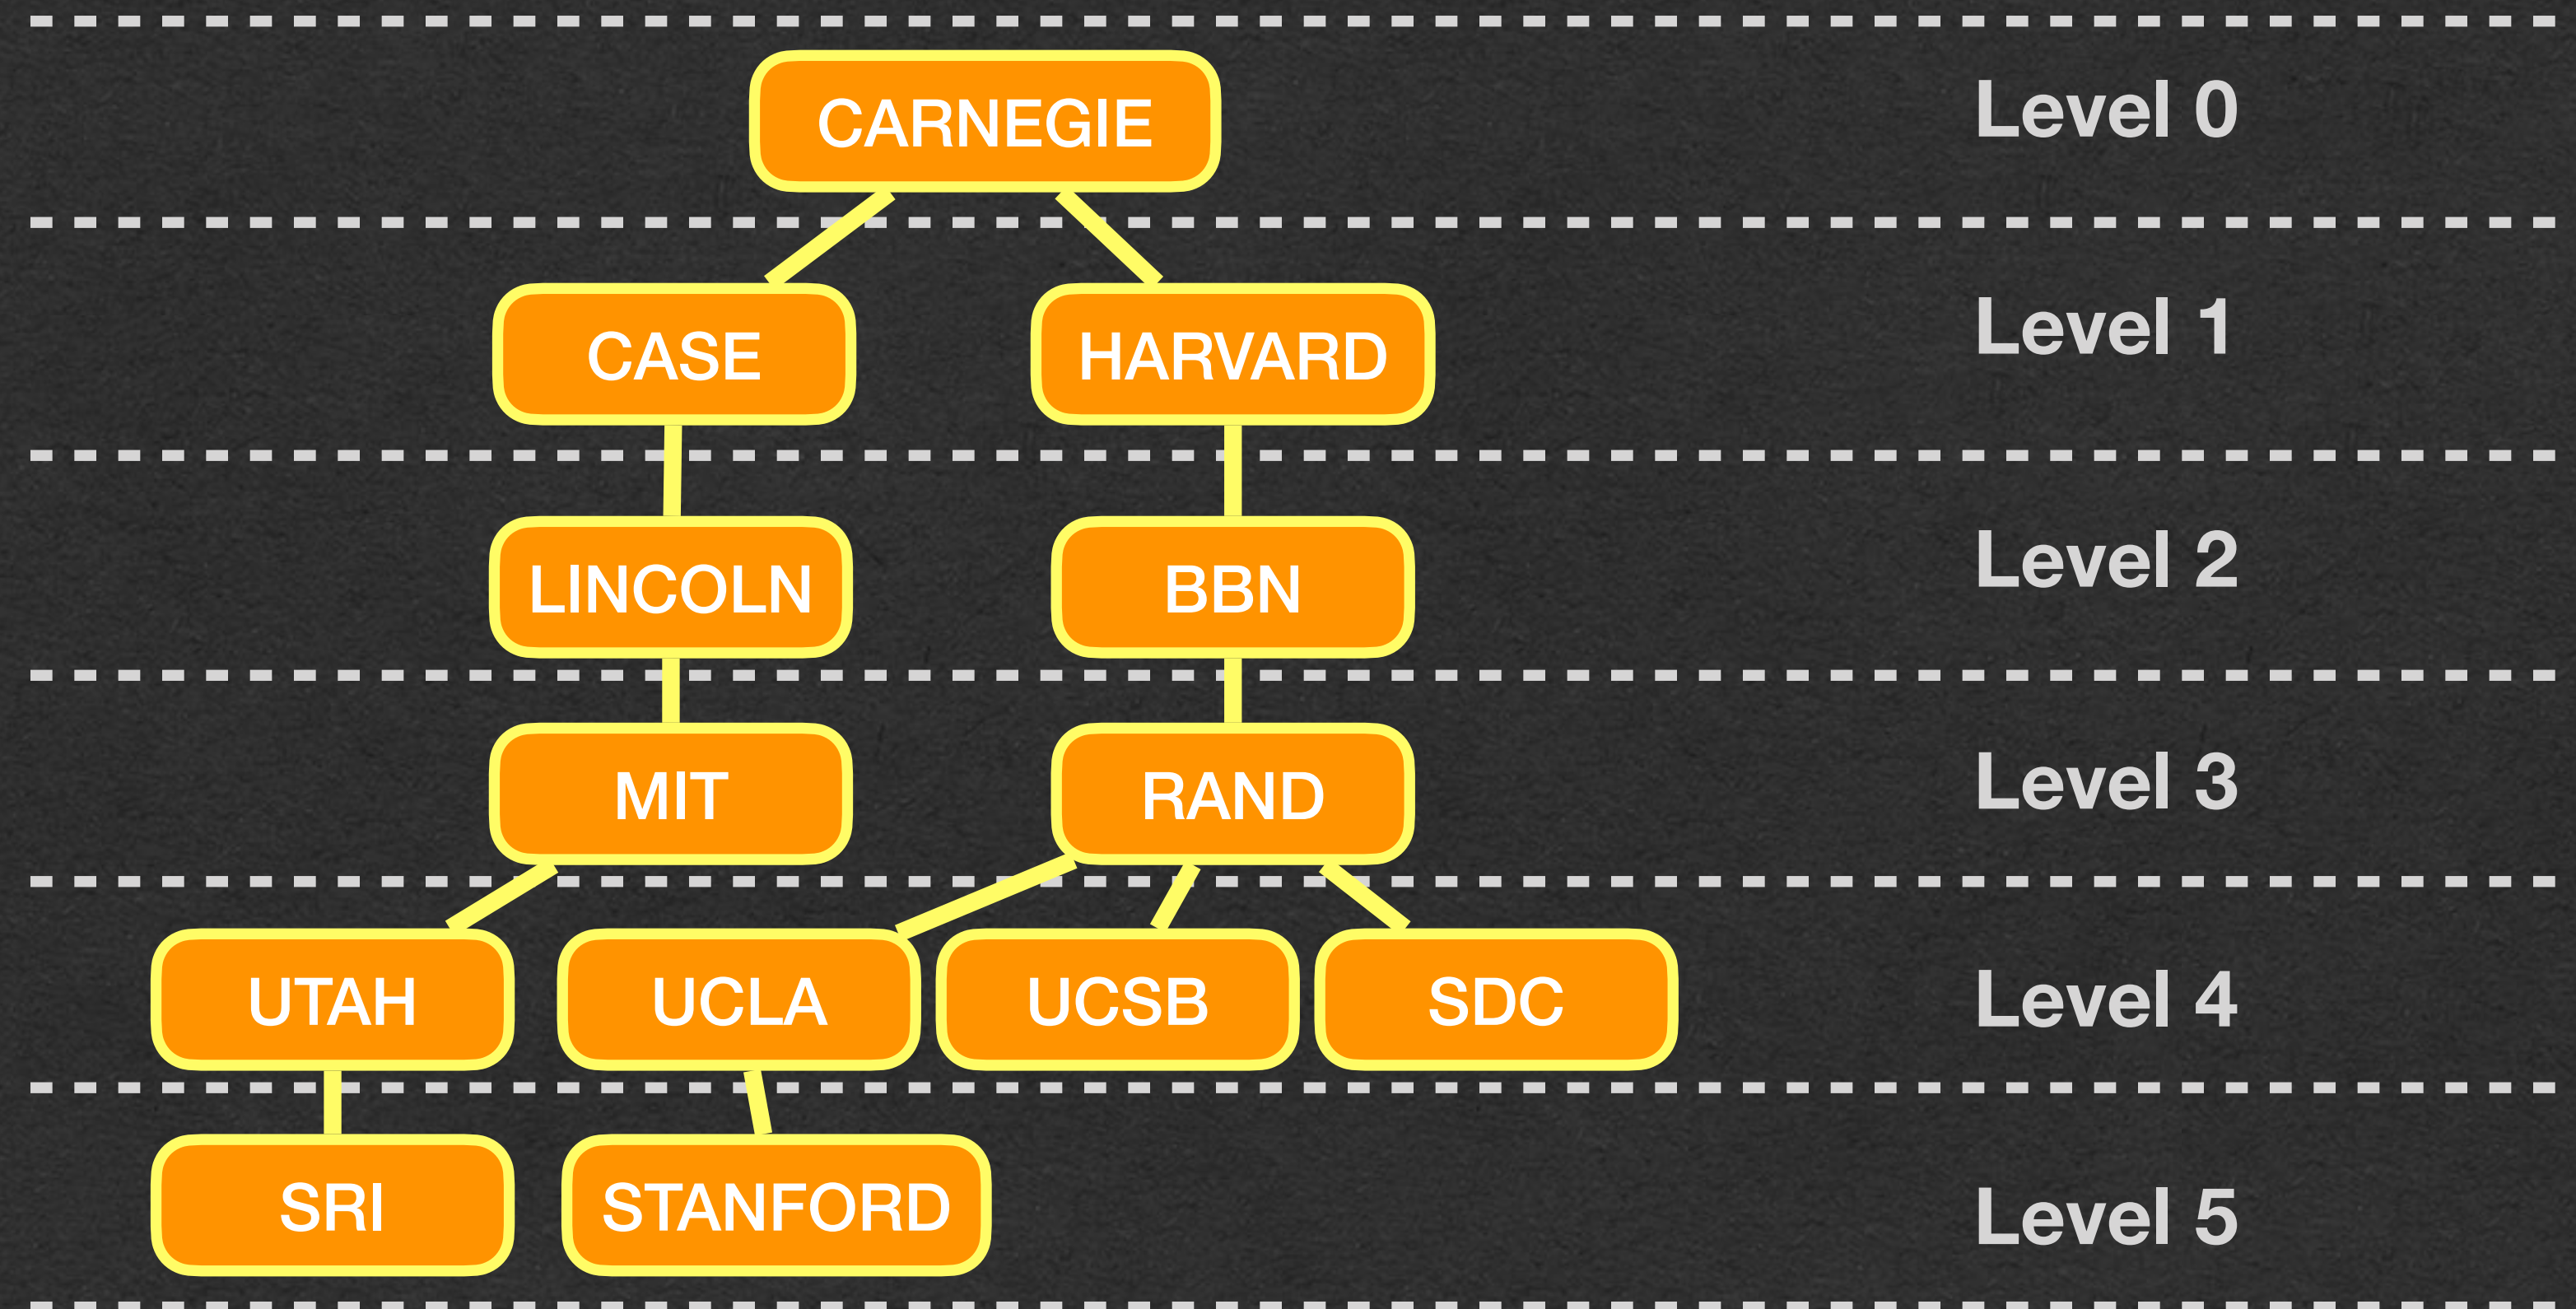 CARNEGIE Level 0
CASE HARVARD Level 1
LINCOLN BBN Level 2
MIT RAND Level 3
UTAH UCLA UCSB SDC Level 4
SRI STANFORD Level 5